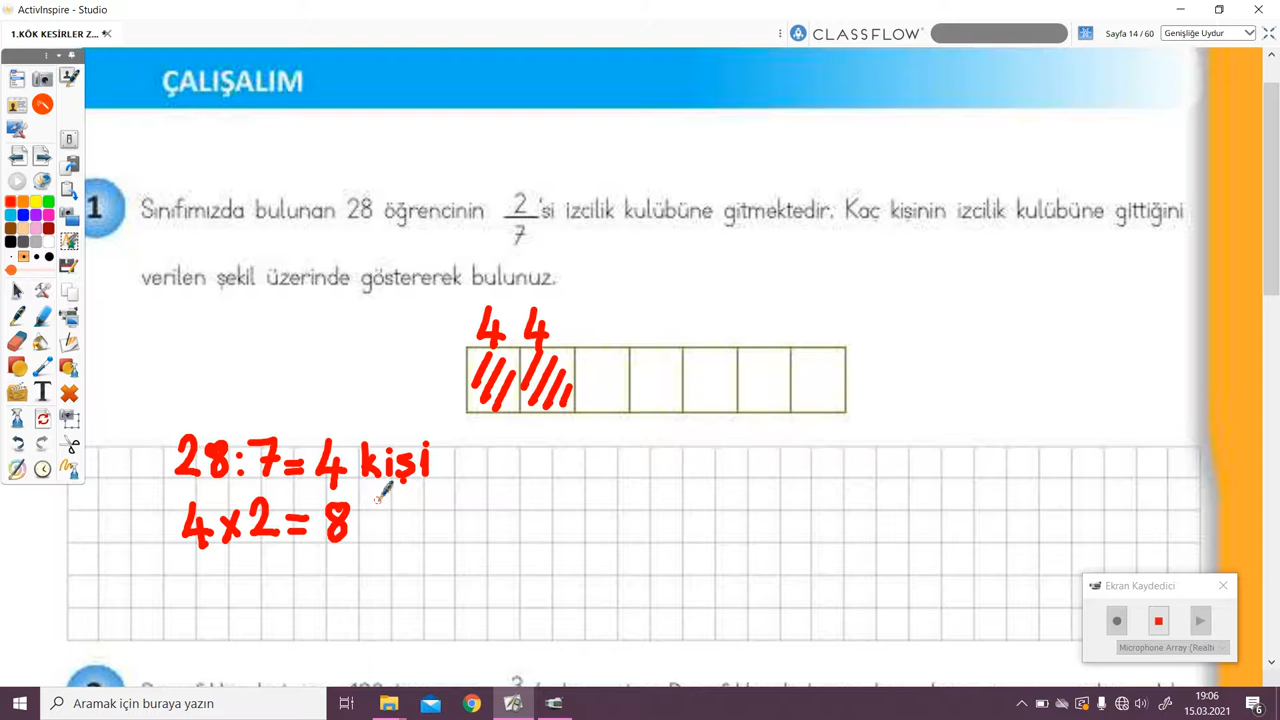 ActivInspire - Studio
1.KÖK KESİRLER Z...
CLASSFLOW
Sayfa 14 / 60
Genişliğe Uydur
ÇALIŞALIM
1
Sınıfımızda bulunan 28 öğrencinin 2/7 'si izcilik kulübüne gitmektedir. Kaç kişinin izcilik kulübüne gittiğini
verilen şekil üzerinde göstererek bulunuz.
4 4
28:7=4 kişi
4x2=8
Ekran Kaydedici
Microphone Array (Realt
Aramak için buraya yazın
19:06
15.03.2021
6